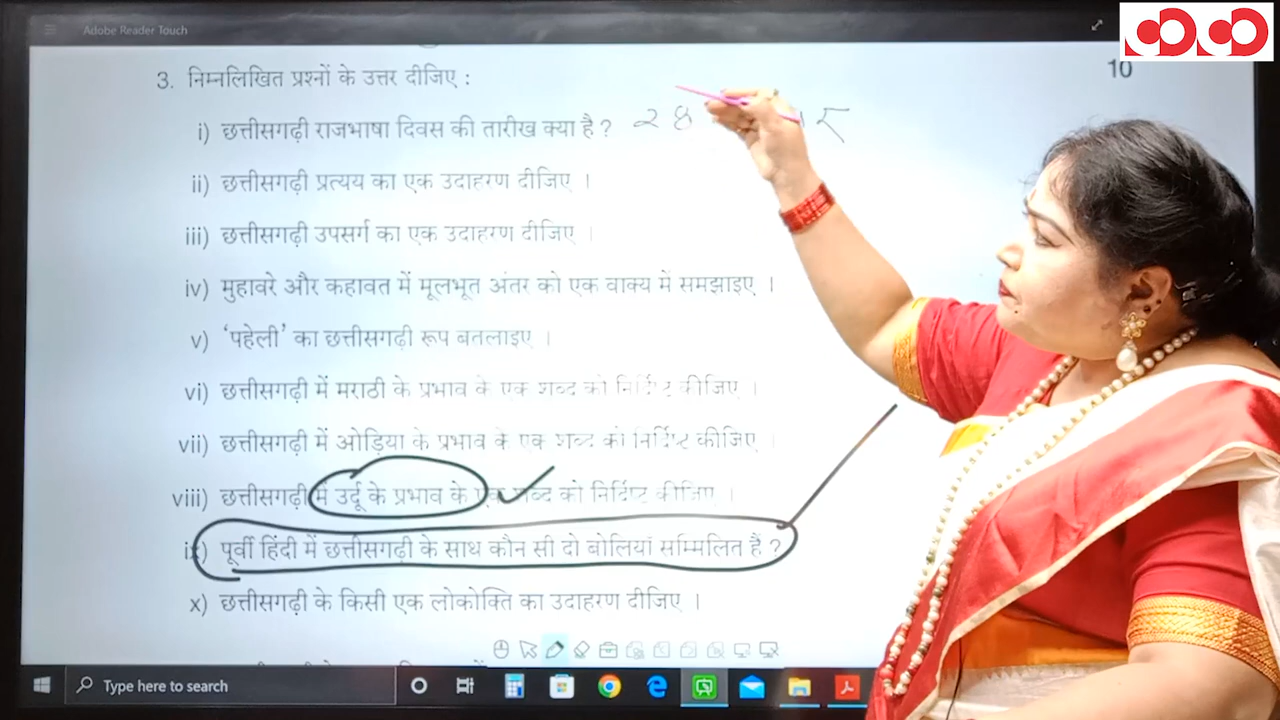 Adobe Reader Touch
3. निम्नलिखित प्रश्नों के उत्तर दीजिए : 10
i) छत्तीसगढ़ी राजभाषा दिवस की तारीख क्या है ? २४
ii) छत्तीसगढ़ी प्रत्यय का एक उदाहरण दीजिए ।
iii) छत्तीसगढ़ी उपसर्ग का एक उदाहरण दीजिए ।
iv) मुहावरे और कहावत में मूलभूत अंतर को एक वाक्य में समझाइए ।
v) ‘पहेली’ का छत्तीसगढ़ी रूप बतलाइए ।
vi) छत्तीसगढ़ी में मराठी के प्रभाव के एक शब्द को निर्दिष्ट कीजिए ।
vii) छत्तीसगढ़ी में ओड़िया के प्रभाव के एक शब्द को निर्दिष्ट कीजिए ।
viii) छत्तीसगढ़ी में उर्दू के प्रभाव के एक शब्द को निर्दिष्ट कीजिए ।
ix) पूर्वी हिंदी में छत्तीसगढ़ी के साथ कौन सी दो बोलियाँ सम्मिलित हैं ?
x) छत्तीसगढ़ी के किसी एक लोकोक्ति का उदाहरण दीजिए ।
Type here to search